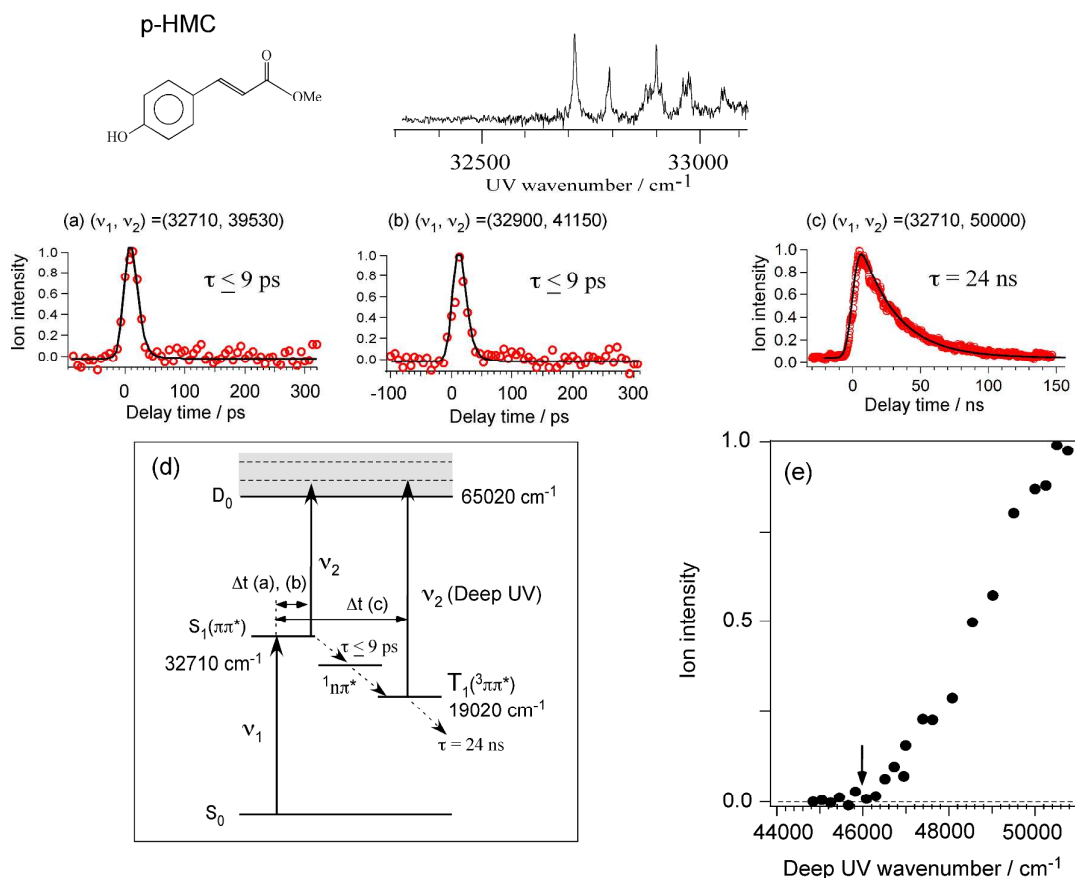 p-HMC
O
OMe
HO
32500
33000
UV wavenumber / cm⁻¹
(a) (ν₁, ν₂) =(32710, 39530)
(b) (ν₁, ν₂) =(32900, 41150)
(c) (ν₁, ν₂) =(32710, 50000)
Ion intensity
1.0
0.8
0.6
0.4
0.2
0.0
τ ≤ 9 ps
0
100
200
300
Delay time / ps
Ion intensity
1.0
0.8
0.6
0.4
0.2
0.0
τ ≤ 9 ps
-100
0
100
200
300
Delay time / ps
Ion intensity
1.0
0.8
0.6
0.4
0.2
0.0
τ = 24 ns
0
50
100
150
Delay time / ns
(d)
D₀
65020 cm⁻¹
ν₂
Δt (a), (b)
Δt (c)
ν₂ (Deep UV)
S₁(ππ*)
32710 cm⁻¹
τ ≤ 9 ps
¹nπ*
T₁(³ππ*)
19020 cm⁻¹
ν₁
τ = 24 ns
S₀
(e)
Ion intensity
1.0
0.5
0.0
44000
46000
48000
50000
Deep UV wavenumber / cm⁻¹